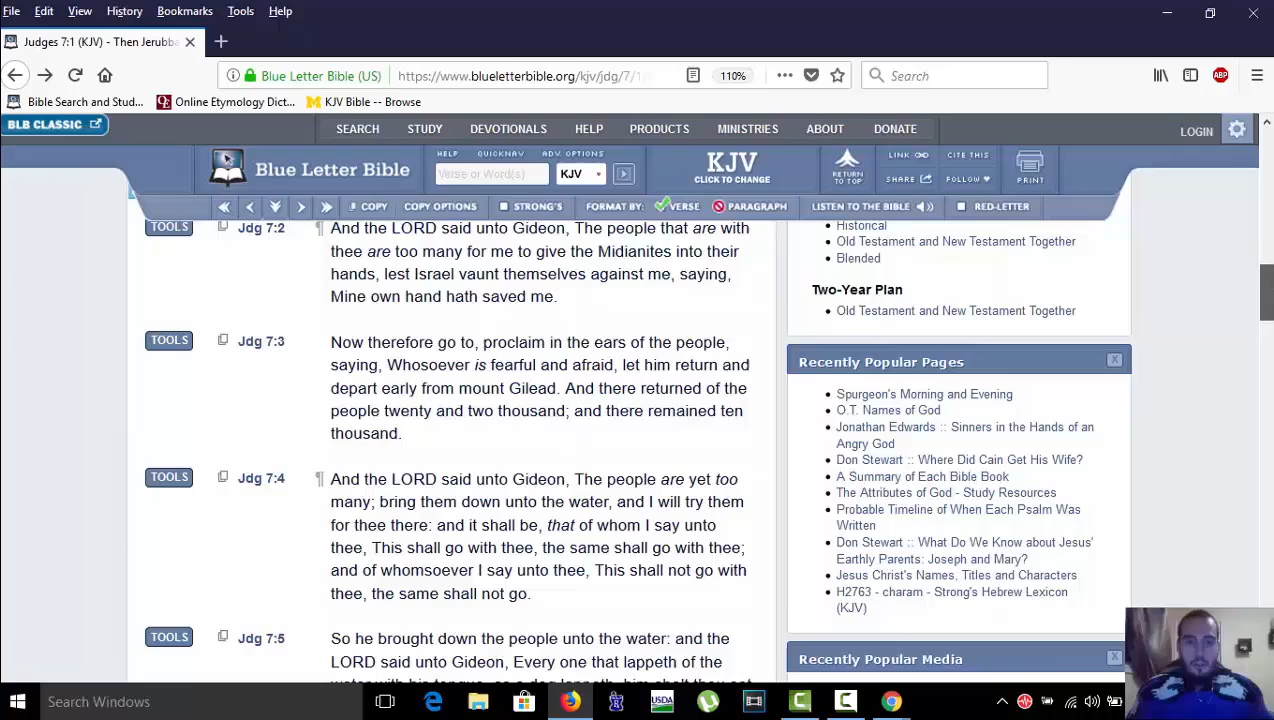 File Edit View History Bookmarks Tools Help
Judges 7:1 (KJV) - Then Jerubba
Blue Letter Bible (US) https://www.blueletterbible.org/kjv/jdg/7/1 110% Search
Bible Search and Stud... Online Etymology Dict... KJV Bible -- Browse
BLB CLASSIC SEARCH STUDY DEVOTIONALS HELP PRODUCTS MINISTRIES ABOUT DONATE LOGIN
HELP QUICKNAV ADV. OPTIONS
Blue Letter Bible Verse or Word(s) KJV
KJV
CLICK TO CHANGE
RETURN
TO TOP
LINK CITE THIS
SHARE FOLLOW
PRINT
COPY COPY OPTIONS STRONG'S FORMAT BY: VERSE PARAGRAPH LISTEN TO THE BIBLE RED-LETTER
TOOLS Jdg 7:2 ¶ And the LORD said unto Gideon, The people that are with
thee are too many for me to give the Midianites into their
hands, lest Israel vaunt themselves against me, saying,
Mine own hand hath saved me.
TOOLS Jdg 7:3 Now therefore go to, proclaim in the ears of the people,
saying, Whosoever is fearful and afraid, let him return and
depart early from mount Gilead. And there returned of the
people twenty and two thousand; and there remained ten
thousand.
TOOLS Jdg 7:4 ¶ And the LORD said unto Gideon, The people are yet too
many; bring them down unto the water, and I will try them
for thee there: and it shall be, that of whom I say unto
thee, This shall go with thee, the same shall go with thee;
and of whomsoever I say unto thee, This shall not go with
thee, the same shall not go.
TOOLS Jdg 7:5 So he brought down the people unto the water: and the
LORD said unto Gideon, Every one that lappeth of the
Historical
Old Testament and New Testament Together
Blended
Two-Year Plan
Old Testament and New Testament Together
Recently Popular Pages
Spurgeon's Morning and Evening
O.T. Names of God
Jonathan Edwards :: Sinners in the Hands of an
Angry God
Don Stewart :: Where Did Cain Get His Wife?
A Summary of Each Bible Book
The Attributes of God - Study Resources
Probable Timeline of When Each Psalm Was
Written
Don Stewart :: What Do We Know about Jesus'
Earthly Parents: Joseph and Mary?
Jesus Christ's Names, Titles and Characters
H2763 - charam - Strong's Hebrew Lexicon
(KJV)
Recently Popular Media
Search Windows
USDA